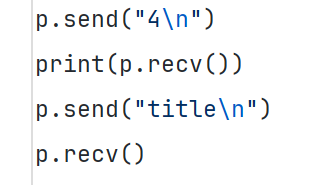 p.send("4\n")
print(p.recv())
p.send("title\n")
p.recv()